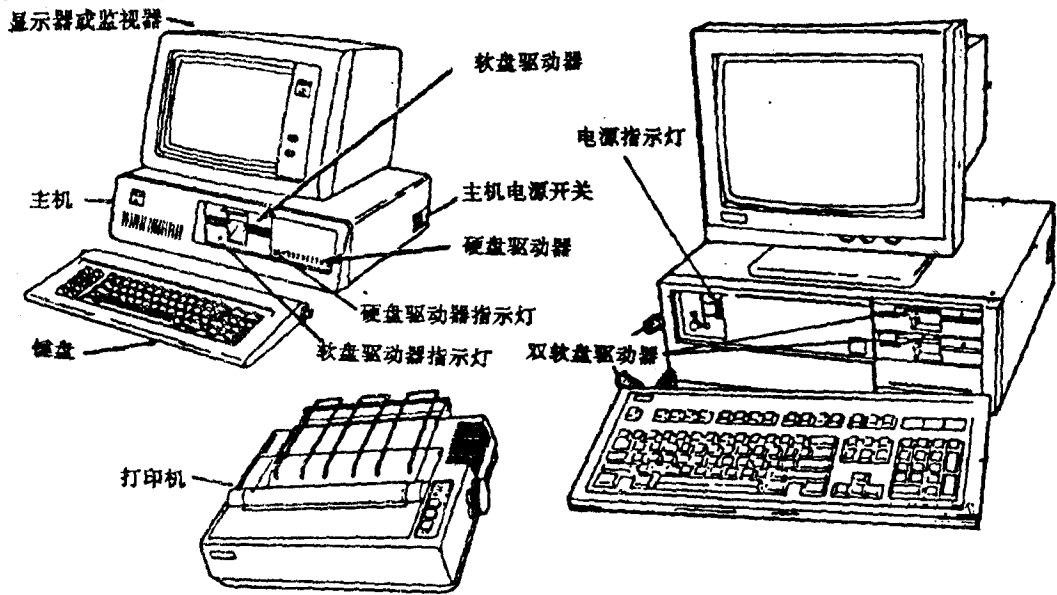 显示器或监视器
软盘驱动器
电源指示灯
主机
主机电源开关
硬盘驱动器
硬盘驱动器指示灯
键盘
软盘驱动器指示灯
双软盘驱动器
打印机